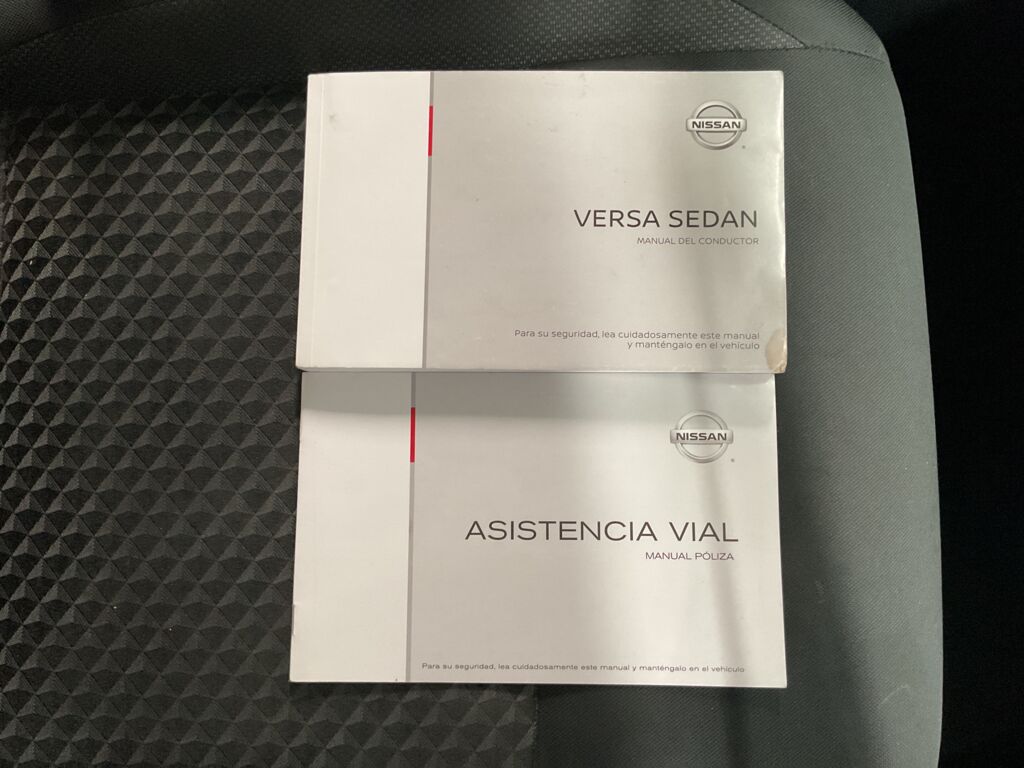 NISSAN
VERSA SEDAN
MANUAL DEL CONDUCTOR
Para su seguridad, lea cuidadosamente este manual
y manténgalo en el vehículo
NISSAN
ASISTENCIA VIAL
MANUAL PÓLIZA
Para su seguridad, lea cuidadosamente este manual y manténgalo en el vehículo